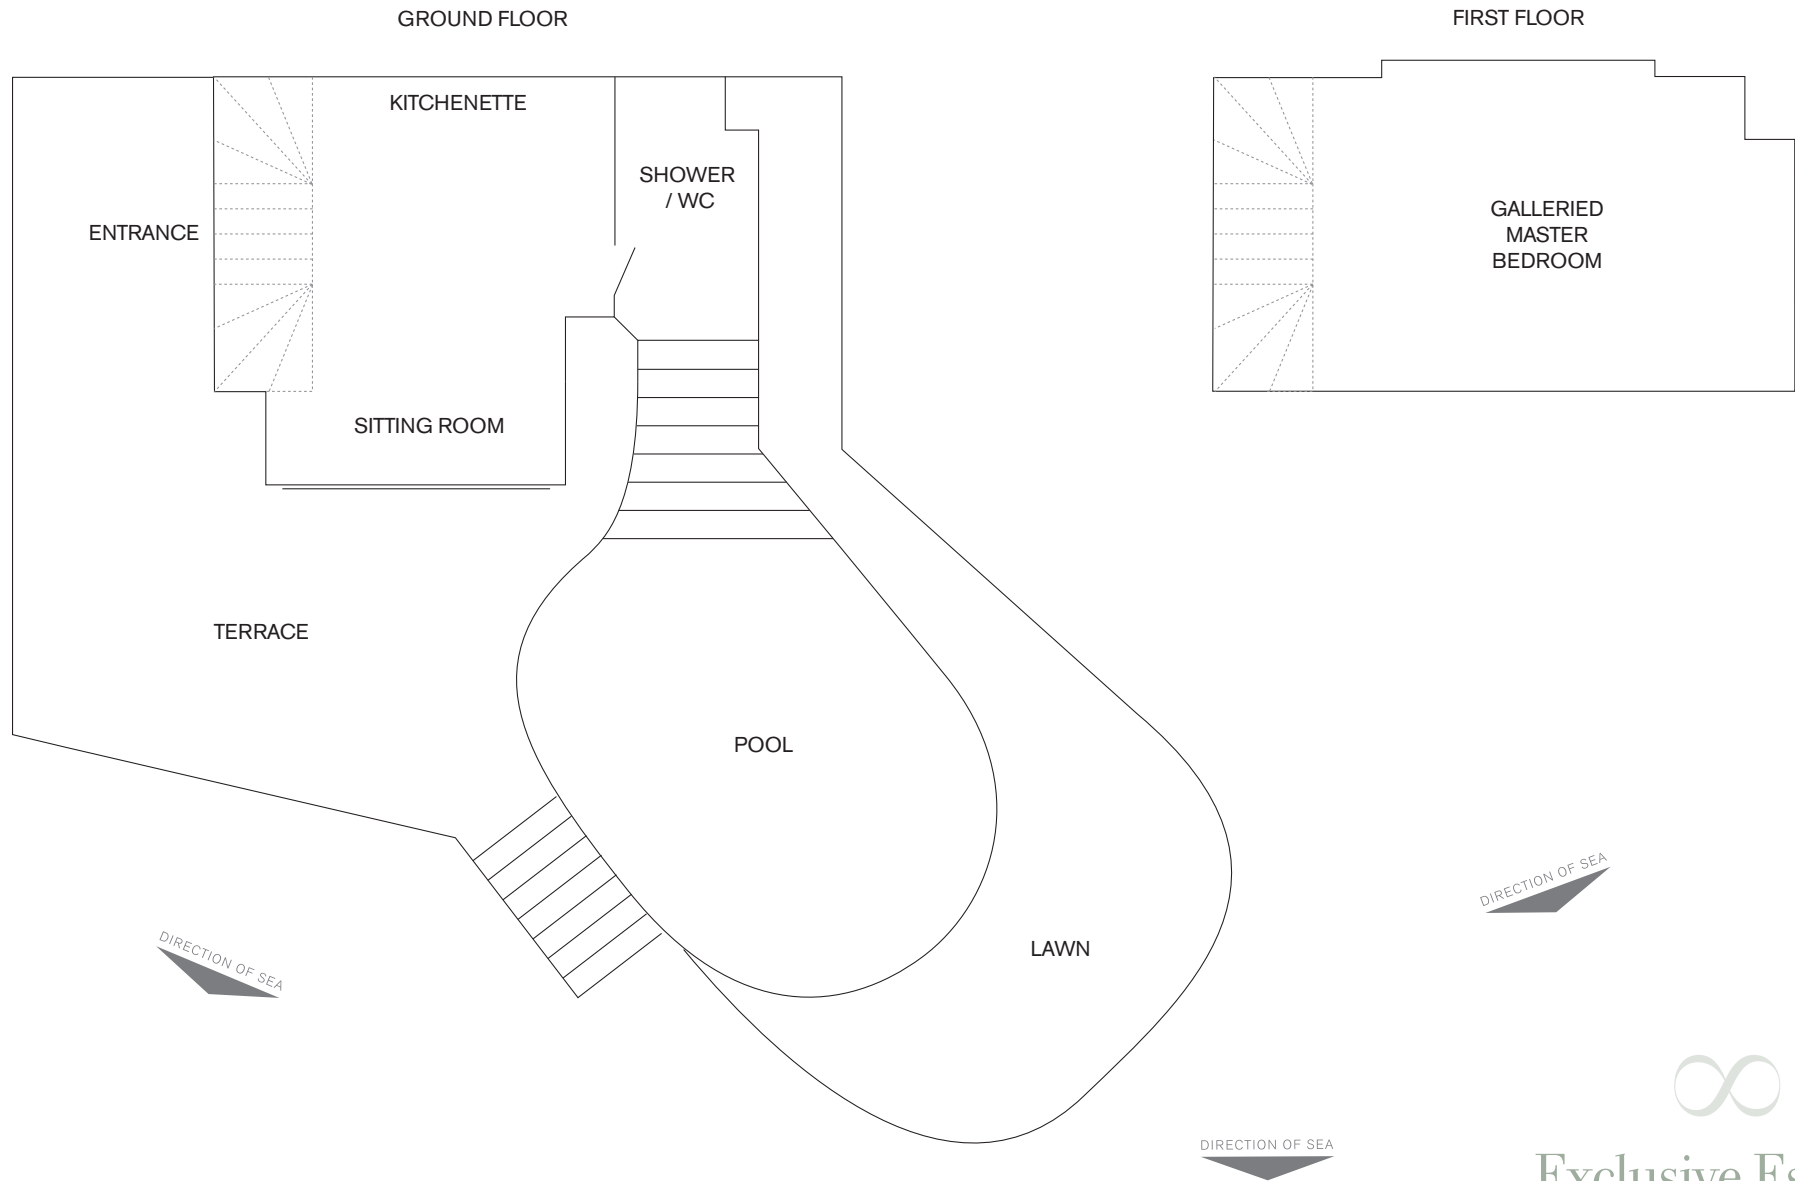 GROUND FLOOR
FIRST FLOOR
KITCHENETTE
SHOWER
/ WC
ENTRANCE
GALLERIED
MASTER
BEDROOM
SITTING ROOM
TERRACE
POOL
LAWN
DIRECTION OF SEA
DIRECTION OF SEA
DIRECTION OF SEA
Exclusive